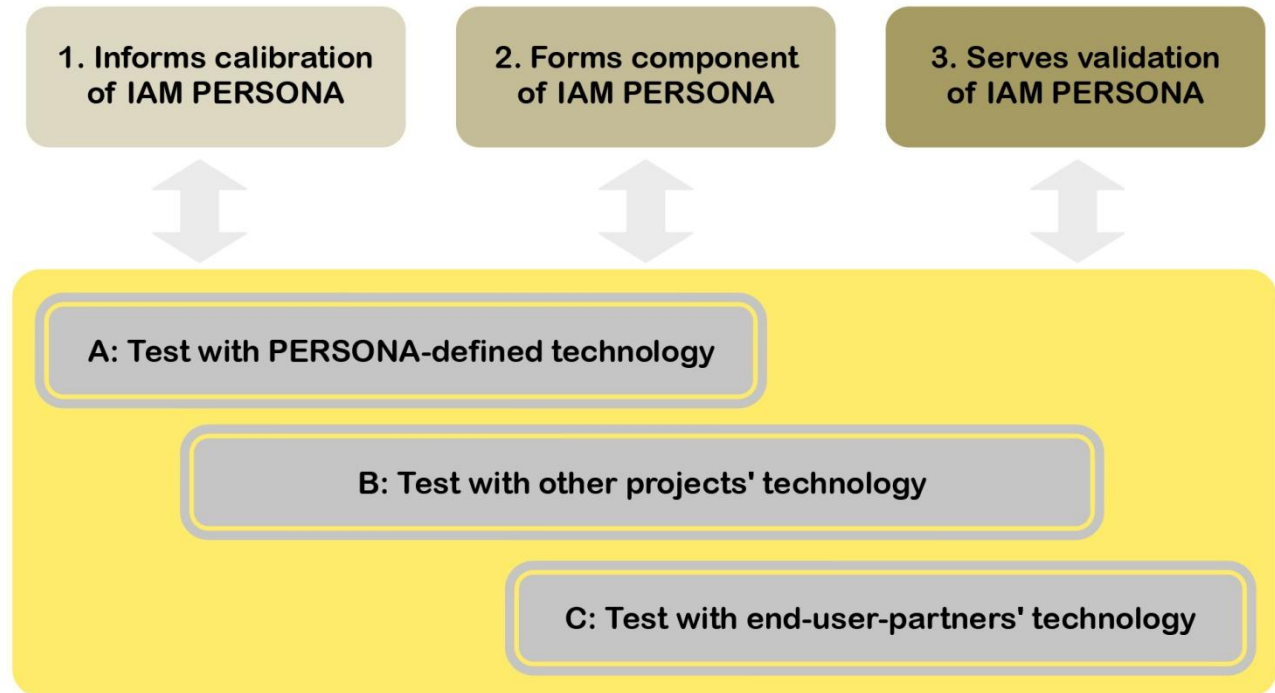 1. Informs calibration
of IAM PERSONA
2. Forms component
of IAM PERSONA
3. Serves validation
of IAM PERSONA
A: Test with PERSONA-defined technology
B: Test with other projects' technology
C: Test with end-user-partners' technology